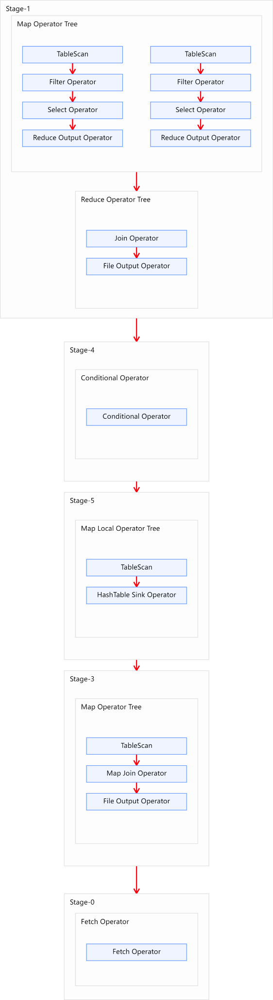 Stage-1
Map Operator Tree
TableScan
Filter Operator
Select Operator
Reduce Output Operator
TableScan
Filter Operator
Select Operator
Reduce Output Operator
Reduce Operator Tree
Join Operator
File Output Operator
Stage-4
Conditional Operator
Conditional Operator
Stage-5
Map Local Operator Tree
TableScan
HashTable Sink Operator
Stage-3
Map Operator Tree
TableScan
Map Join Operator
File Output Operator
Stage-0
Fetch Operator
Fetch Operator